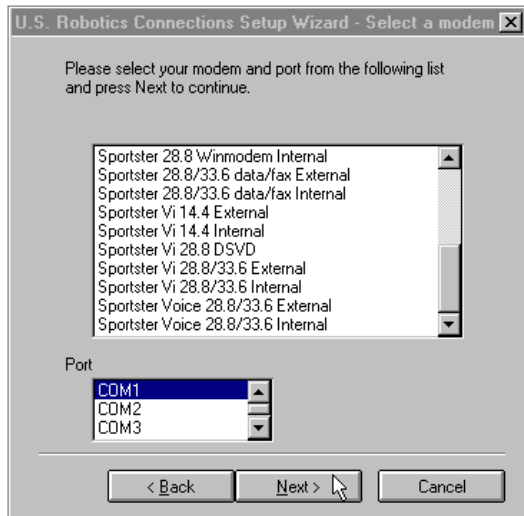 U.S. Robotics Connections Setup Wizard - Select a modem
Please select your modem and port from the following list
and press Next to continue.
Sportster 28.8 Winmodem Internal
Sportster 28.8/33.6 data/fax External
Sportster 28.8/33.6 data/fax Internal
Sportster Vi 14.4 External
Sportster Vi 14.4 Internal
Sportster Vi 28.8 DSVD
Sportster Vi 28.8/33.6 External
Sportster Vi 28.8/33.6 Internal
Sportster Voice 28.8/33.6 External
Sportster Voice 28.8/33.6 Internal
Port
COM1
COM2
COM3
< Back Next > Cancel